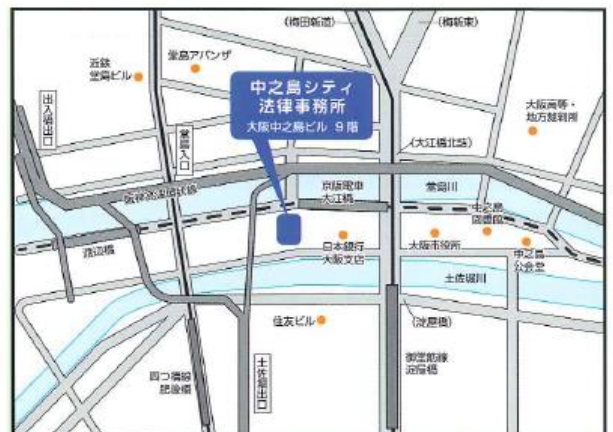 (梅田新道)
(梅新東)
近鉄
堂島ビル
堂島アバンザ
出入橋出口
中之島シティ
法律事務所
大阪中之島ビル 9階
大阪高等・
地方裁判所
堂島入口
(大江橋北詰)
阪神高速環状線
京阪電車
大江橋
堂島川
中之島
図書館
渡辺橋
日本銀行
大阪支店
大阪市役所
中之島
公会堂
土佐堀川
住友ビル
(淀屋橋)
四つ橋線
肥後橋
土佐堀出口
御堂筋線
淀屋橋